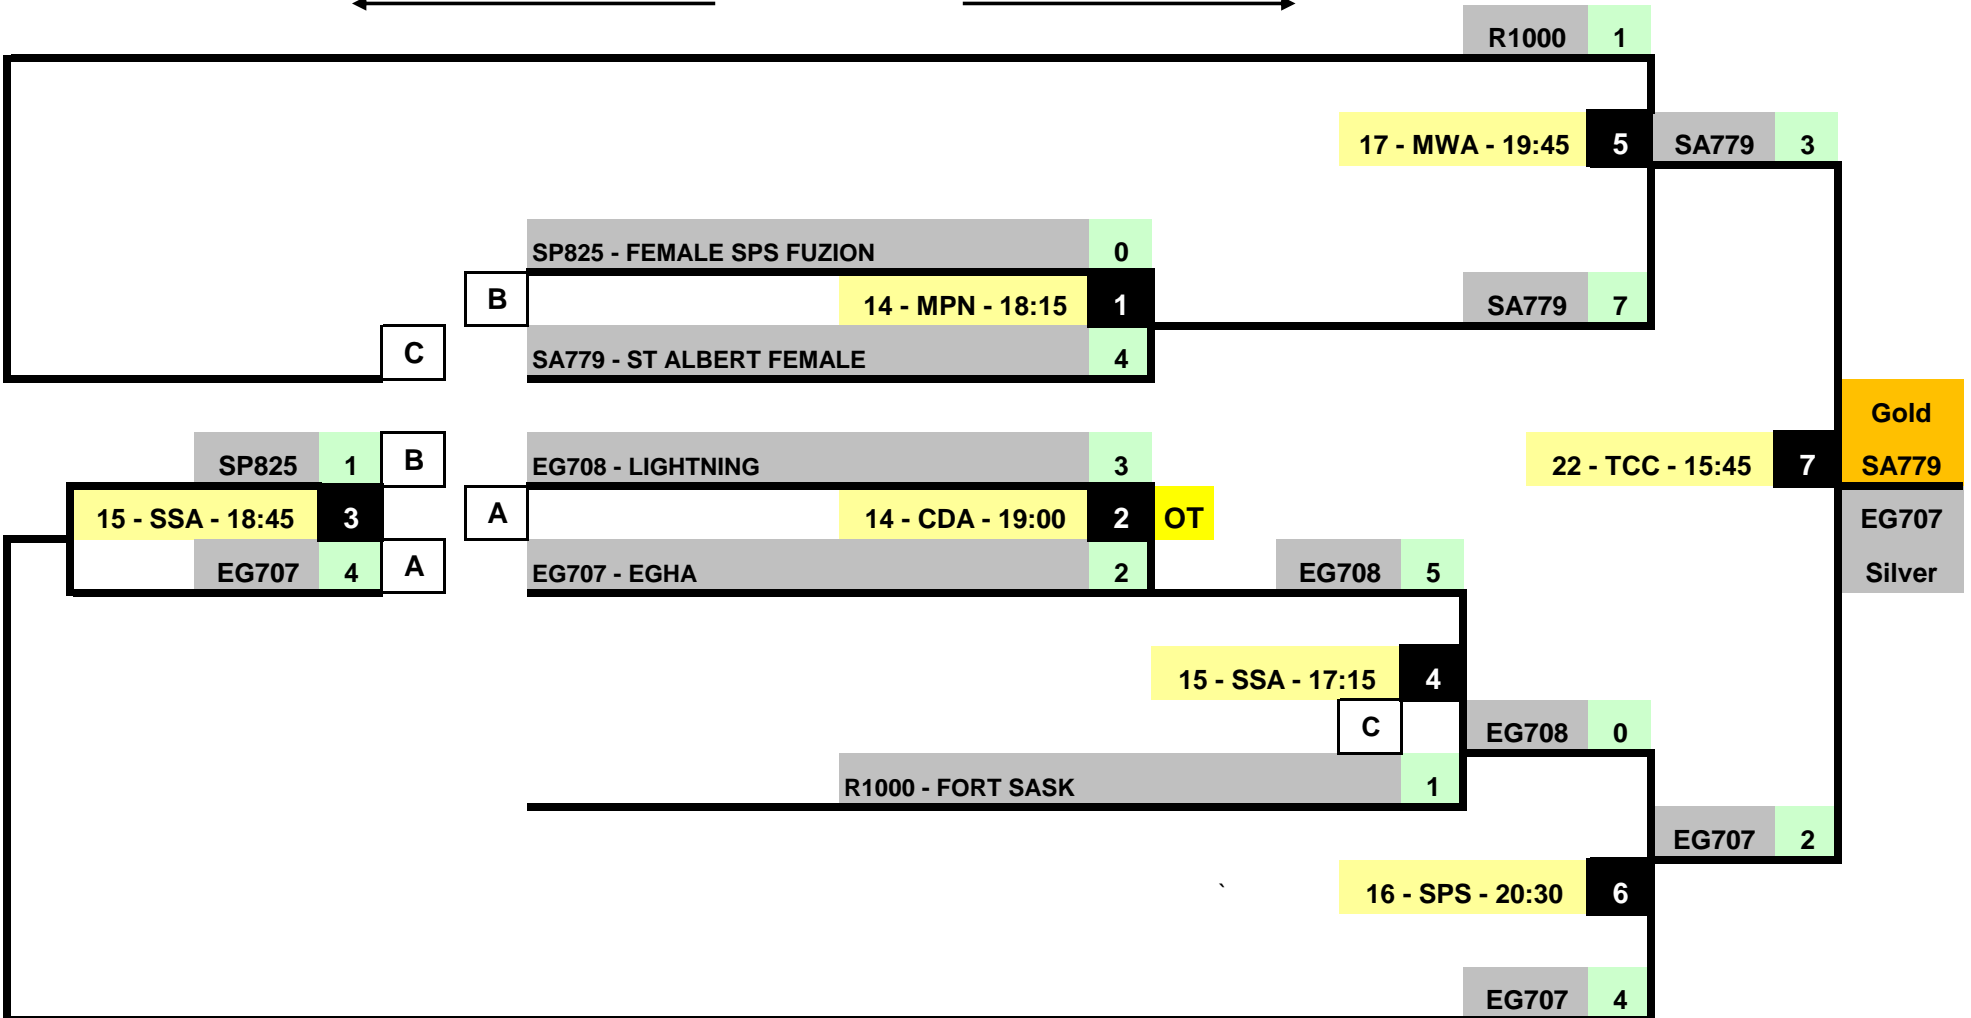 R1000 1
17 - MWA - 19:45 5 SA779 3
SP825 - FEMALE SPS FUZION 0
B 14 - MPN - 18:15 1 SA779 7
C SA779 - ST ALBERT FEMALE 4
Gold
SP825 1 B EG708 - LIGHTNING 3 22 - TCC - 15:45 7 SA779
15 - SSA - 18:45 3 A 14 - CDA - 19:00 2 OT EG707
EG707 4 A EG707 - EGHA 2 EG708 5 Silver
15 - SSA - 17:15 4
C EG708 0
R1000 - FORT SASK 1
EG707 2
` 16 - SPS - 20:30 6
EG707 4